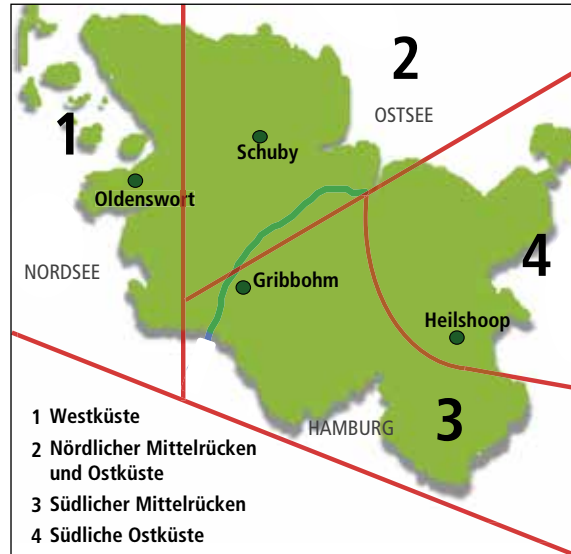 2
OSTSEE
1
Schuby
Oldenswort
4
NORDSEE
Gribbohm
Heilshoop
3
HAMBURG
1 Westküste
2 Nördlicher Mittelrücken
und Ostküste
3 Südlicher Mittelrücken
4 Südliche Ostküste